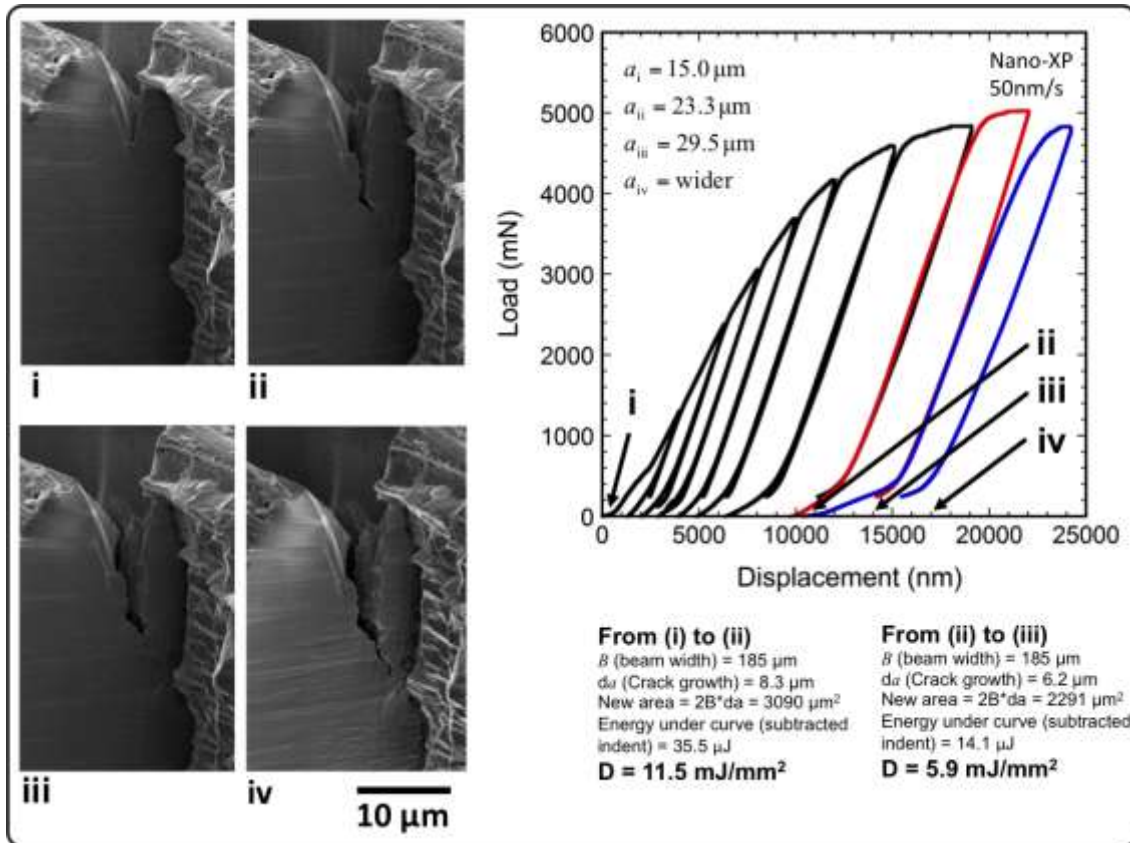 i
ii
iii
iv
10 µm
6000
5000
4000
3000
2000
1000
0
Load (mN)
a_i = 15.0 µm
a_ii = 23.3 µm
a_iii = 29.5 µm
a_iv = wider
Nano-XP
50nm/s
i
ii
iii
iv
0 5000 10000 15000 20000 25000
Displacement (nm)
From (i) to (ii)
B (beam width) = 185 µm
da (Crack growth) = 8.3 µm
New area = 2B*da = 3090 µm²
Energy under curve (subtracted
indent) = 35.5 µJ
D = 11.5 mJ/mm²
From (ii) to (iii)
B (beam width) = 185 µm
da (Crack growth) = 6.2 µm
New area = 2B*da = 2291 µm²
Energy under curve (subtracted
indent) = 14.1 µJ
D = 5.9 mJ/mm²